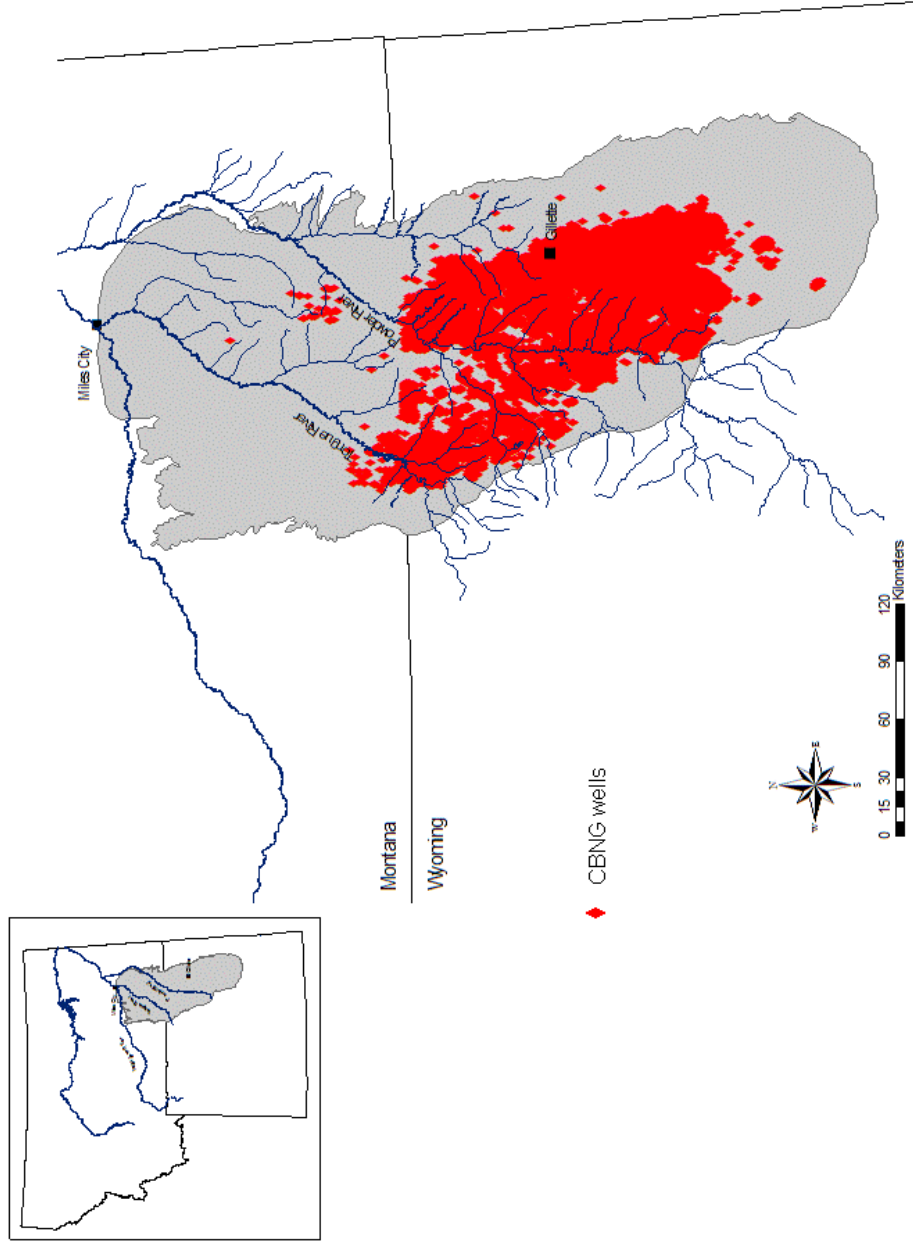 Miles City
Powder River
Tongue River
Gillette
Montana
Wyoming
CBNG wells
N
W
E
S
0 15 30 60 90 120
Kilometers